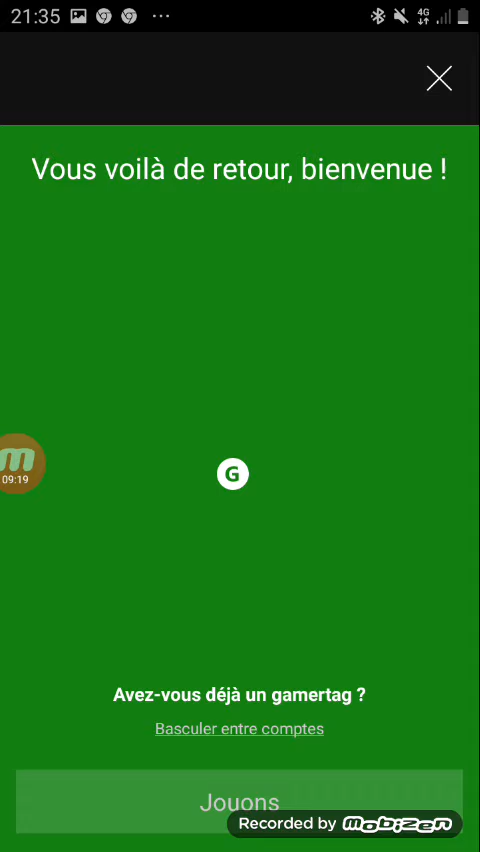 21:35
4G
Vous voilà de retour, bienvenue !
m
09:19
G
Avez-vous déjà un gamertag ?
Basculer entre comptes
Jouons
Recorded by mobizen